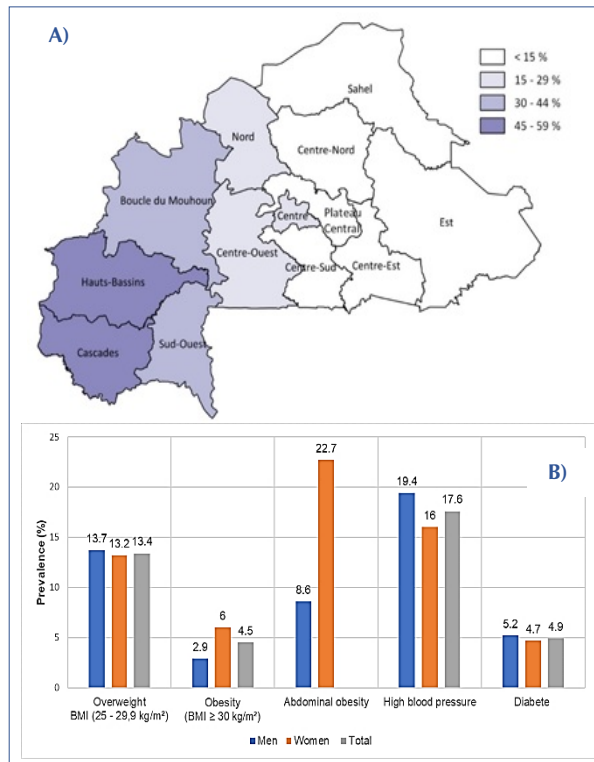 A)
< 15 %
15 - 29 %
30 - 44 %
45 - 59 %
Sahel
Nord
Centre-Nord
Boucle du Mouhoun
Centre
Plateau
Central
Est
Centre-Ouest
Centre-Sud
Centre-Est
Hauts-Bassins
Cascades
Sud-Ouest
B)
Prevalence (%)
25
20
15
10
5
0
13.7
13.2
13.4
2.9
6
4.5
8.6
22.7
19.4
16
17.6
5.2
4.7
4.9
Overweight
BMI (25 - 29,9 kg/m²)
Obesity
(BMI ≥ 30 kg/m²)
Abdominal obesity
High blood pressure
Diabete
Men
Women
Total